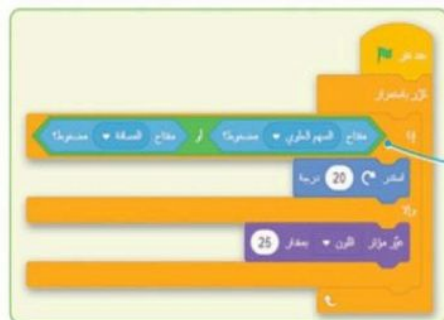 عند نقر
كرّر باستمرار
إذا مفتاح السهم العلوي مضغوط؟ أو مفتاح المسافة مضغوط؟
استدر 20 درجة
وإلا
غيّر مؤثر اللون بمقدار 25